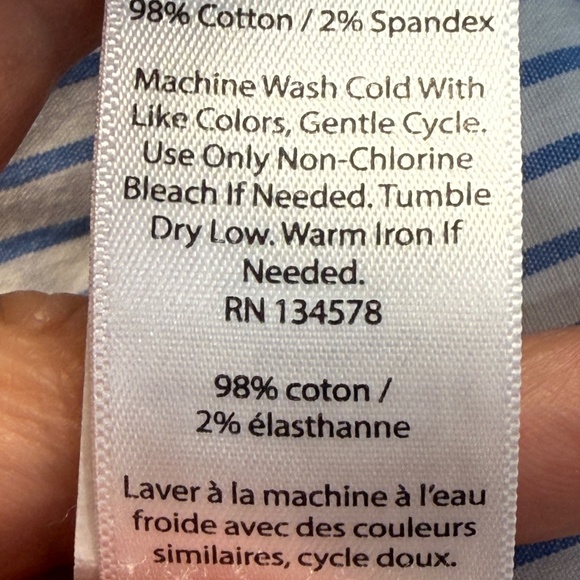 98% Cotton / 2% Spandex
Machine Wash Cold With
Like Colors, Gentle Cycle.
Use Only Non-Chlorine
Bleach If Needed. Tumble
Dry Low. Warm Iron If
Needed.
RN 134578
98% coton /
2% élasthanne
Laver à la machine à l'eau
froide avec des couleurs
similaires, cycle doux.